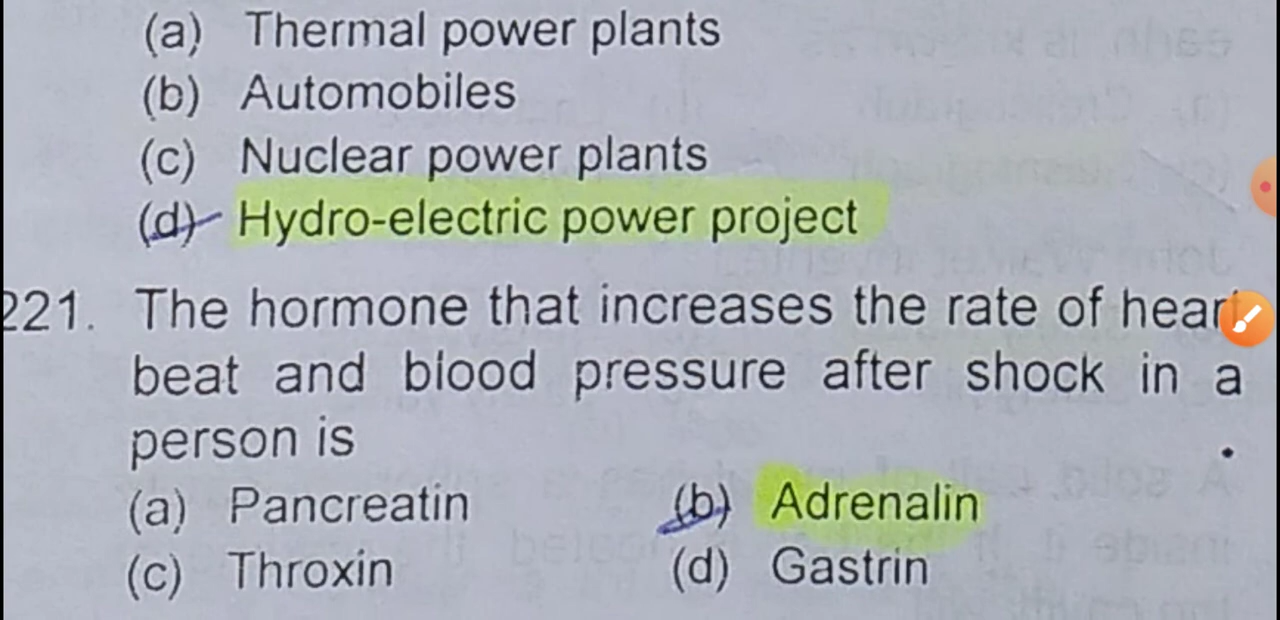 (a) Thermal power plants
(b) Automobiles
(c) Nuclear power plants
(d) Hydro-electric power project
221. The hormone that increases the rate of heart
beat and blood pressure after shock in a
person is
(a) Pancreatin (b) Adrenalin
(c) Throxin (d) Gastrin